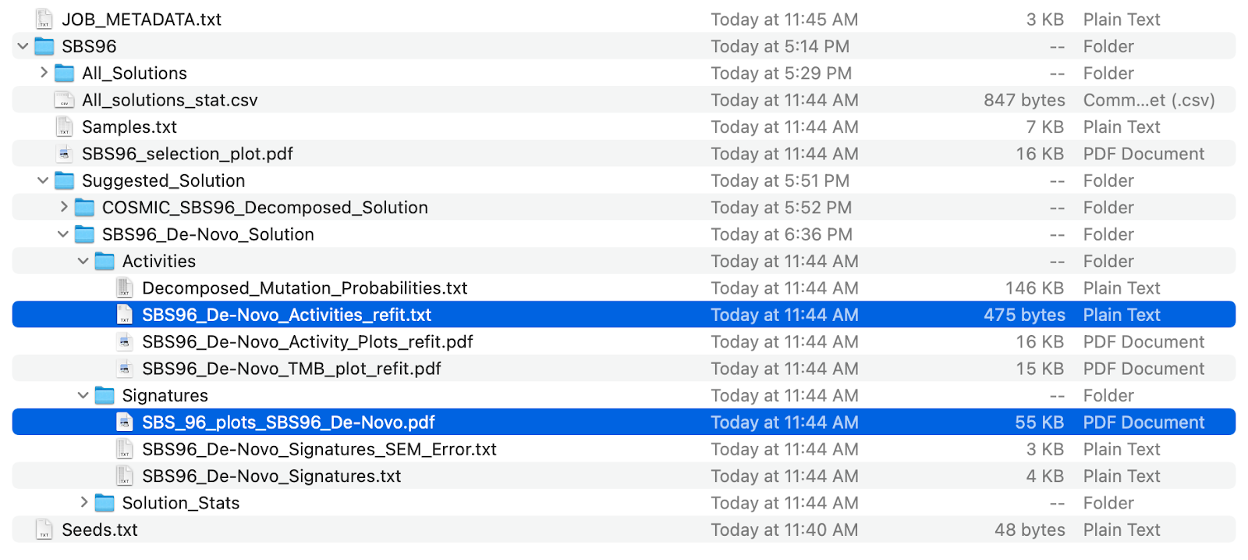 JOB_METADATA.txt Today at 11:45 AM 3 KB Plain Text
SBS96 Today at 5:14 PM -- Folder
All_Solutions Today at 5:29 PM -- Folder
All_solutions_stat.csv Today at 11:44 AM 847 bytes Comm...et (.csv)
Samples.txt Today at 11:44 AM 7 KB Plain Text
SBS96_selection_plot.pdf Today at 11:44 AM 16 KB PDF Document
Suggested_Solution Today at 5:51 PM -- Folder
COSMIC_SBS96_Decomposed_Solution Today at 5:52 PM -- Folder
SBS96_De-Novo_Solution Today at 6:36 PM -- Folder
Activities Today at 11:44 AM -- Folder
Decomposed_Mutation_Probabilities.txt Today at 11:44 AM 146 KB Plain Text
SBS96_De-Novo_Activities_refit.txt Today at 11:44 AM 475 bytes Plain Text
SBS96_De-Novo_Activity_Plots_refit.pdf Today at 11:44 AM 16 KB PDF Document
SBS96_De-Novo_TMB_plot_refit.pdf Today at 11:44 AM 15 KB PDF Document
Signatures Today at 11:44 AM -- Folder
SBS_96_plots_SBS96_De-Novo.pdf Today at 11:44 AM 55 KB PDF Document
SBS96_De-Novo_Signatures_SEM_Error.txt Today at 11:44 AM 3 KB Plain Text
SBS96_De-Novo_Signatures.txt Today at 11:44 AM 4 KB Plain Text
Solution_Stats Today at 11:44 AM -- Folder
Seeds.txt Today at 11:40 AM 48 bytes Plain Text